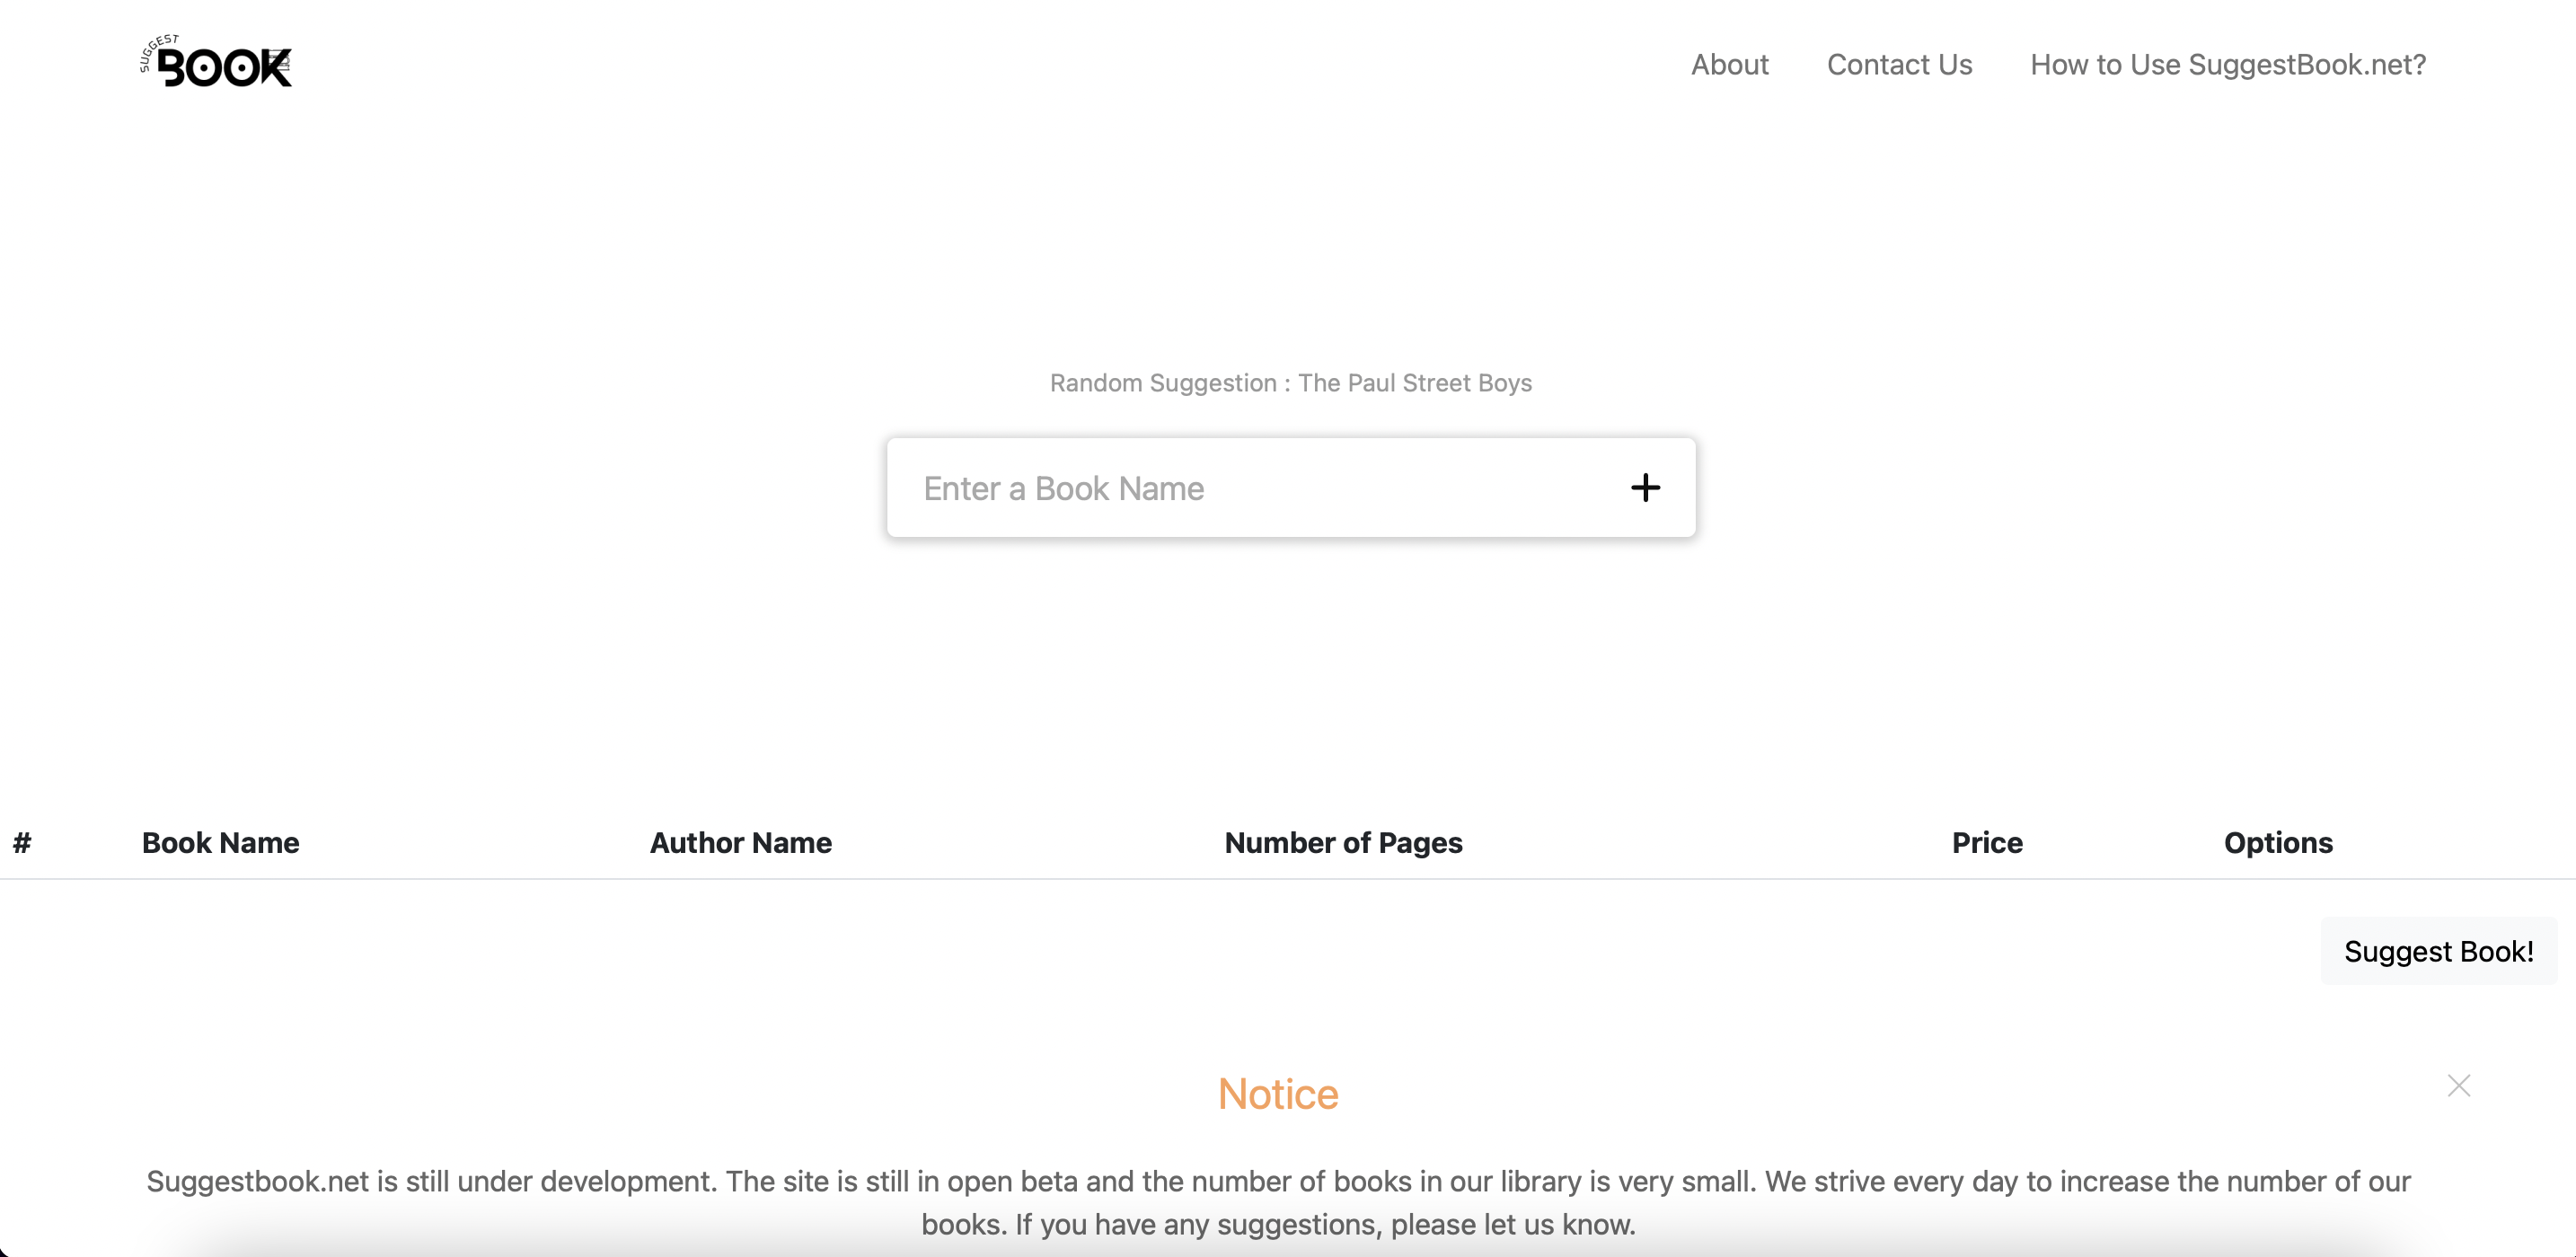 SUGGEST
BOOK
About Contact Us How to Use SuggestBook.net?
Random Suggestion : The Paul Street Boys
Enter a Book Name
# Book Name Author Name Number of Pages Price Options
Suggest Book!
Notice
Suggestbook.net is still under development. The site is still in open beta and the number of books in our library is very small. We strive every day to increase the number of our
books. If you have any suggestions, please let us know.